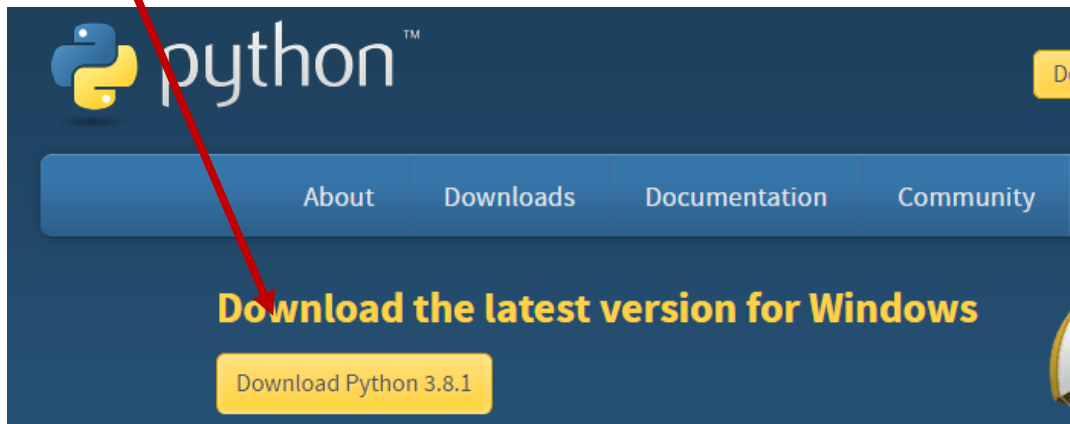 python™
About Downloads Documentation Community
Download the latest version for Windows
Download Python 3.8.1